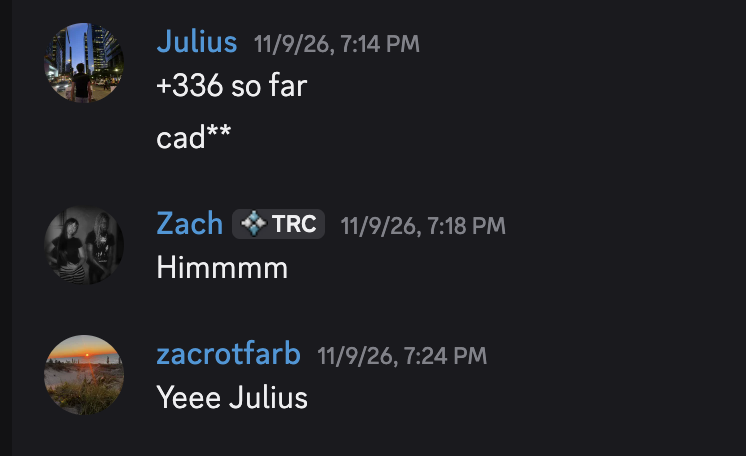 Julius 11/9/26, 7:14 PM
+336 so far
cad**
Zach TRC 11/9/26, 7:18 PM
Himmmm
zacrotfarb 11/9/26, 7:24 PM
Yeee Julius